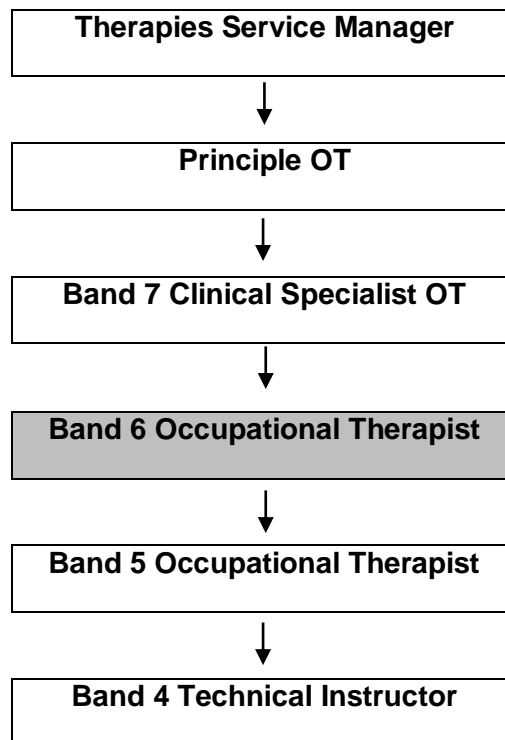 Therapies Service Manager
Principle OT
Band 7 Clinical Specialist OT
Band 6 Occupational Therapist
Band 5 Occupational Therapist
Band 4 Technical Instructor